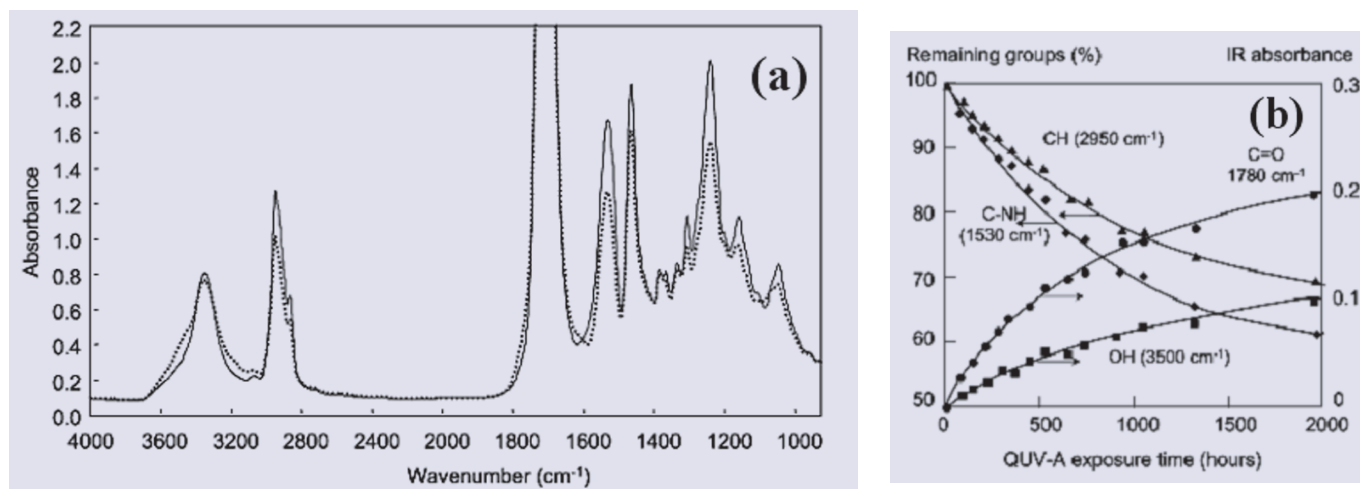 2.2
2.0
1.8
1.6
1.4
1.2
1.0
0.8
0.6
0.4
0.2
0.0
Absorbance
(a)
4000 3600 3200 2800 2400 2000 1800 1600 1400 1200 1000
Wavenumber (cm⁻¹)
Remaining groups (%) IR absorbance
100 0.3
90
80 0.2
70
60 0.1
50 0
(b)
CH (2950 cm⁻¹)
C=O
1780 cm⁻¹
C-NH
(1530 cm⁻¹)
OH (3500 cm⁻¹)
0 500 1000 1500 2000
QUV-A exposure time (hours)